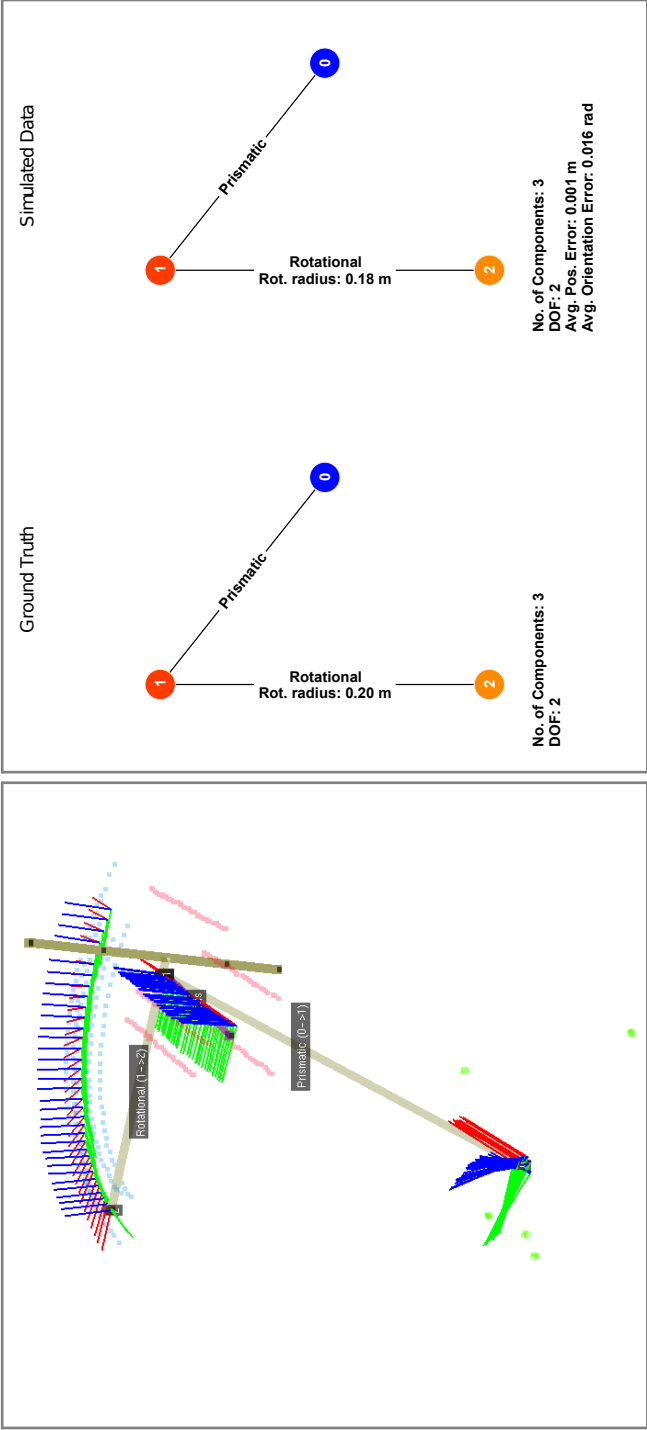 Rotational (1-->2)
Prismatic (0-->1)
2
Ground Truth
1
Prismatic
0
Rotational
Rot. radius: 0.20 m
2
No. of Components: 3
DOF: 2
Simulated Data
1
Prismatic
0
Rotational
Rot. radius: 0.18 m
2
No. of Components: 3
DOF: 2
Avg. Pos. Error: 0.001 m
Avg. Orientation Error: 0.016 rad